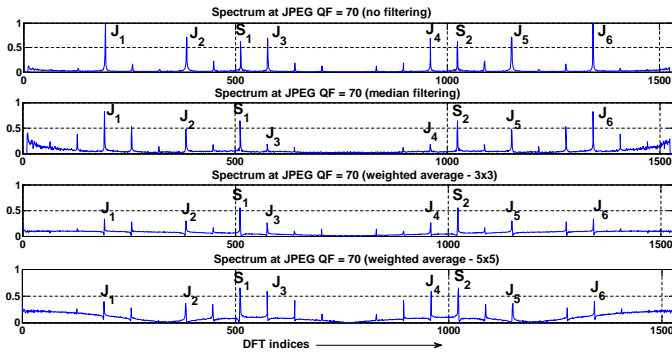 Spectrum at JPEG QF = 70 (no filtering)
1
0.5
0
J1 J2 S1 J3 J4 S2 J5 J6
0 500 1000 1500
Spectrum at JPEG QF = 70 (median filtering)
1
0.5
0
J1 J2 S1 J3 J4 S2 J5 J6
0 500 1000 1500
Spectrum at JPEG QF = 70 (weighted average - 3x3)
1
0.5
0
J1 J2 S1 J3 J4 S2 J5 J6
0 500 1000 1500
Spectrum at JPEG QF = 70 (weighted average - 5x5)
1
0.5
0
J1 J2 S1 J3 J4 S2 J5 J6
0 500 1000 1500
DFT indices